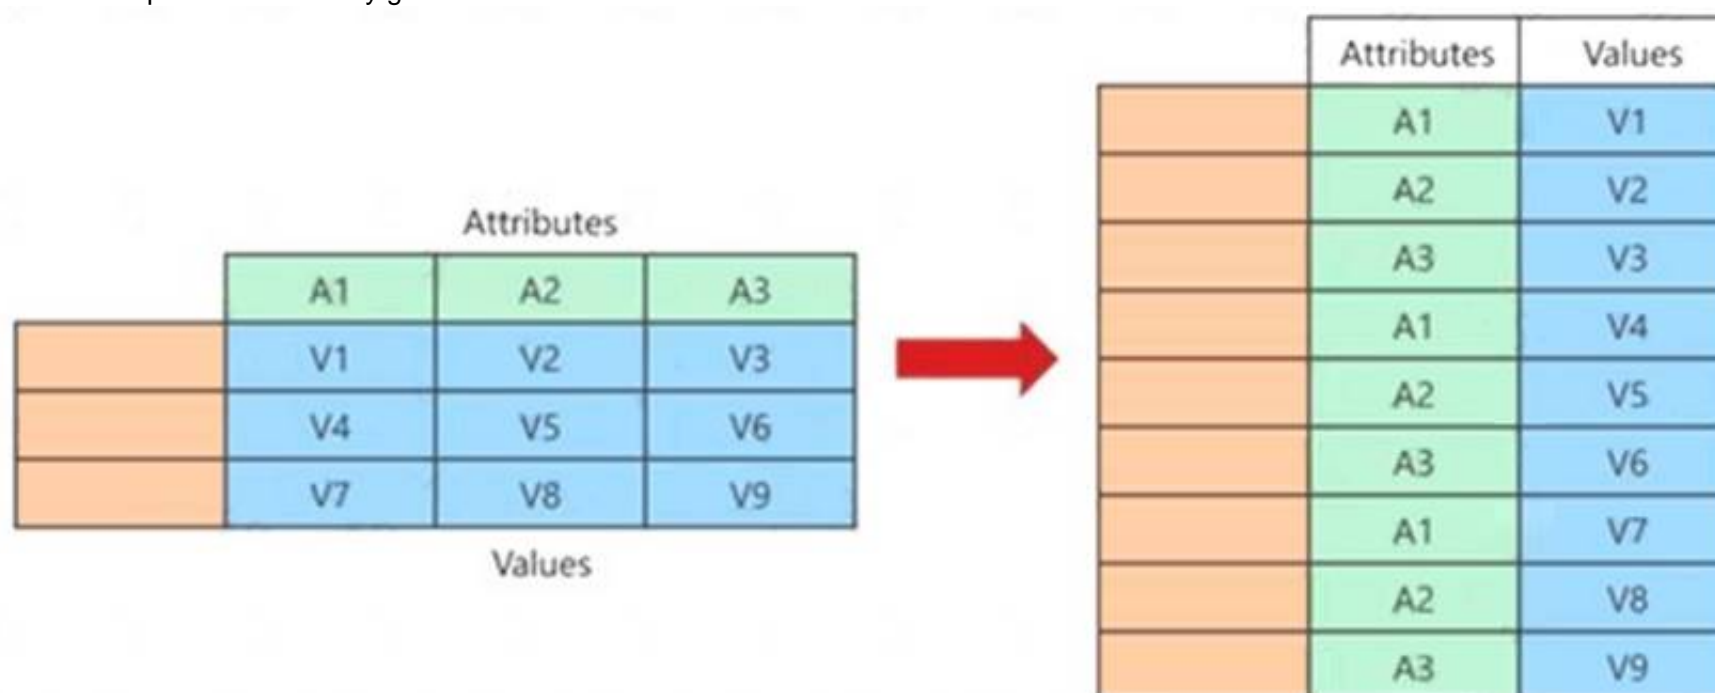 Attributes
A1 A2 A3
V1 V2 V3
V4 V5 V6
V7 V8 V9
Values
Attributes Values
A1 V1
A2 V2
A3 V3
A1 V4
A2 V5
A3 V6
A1 V7
A2 V8
A3 V9